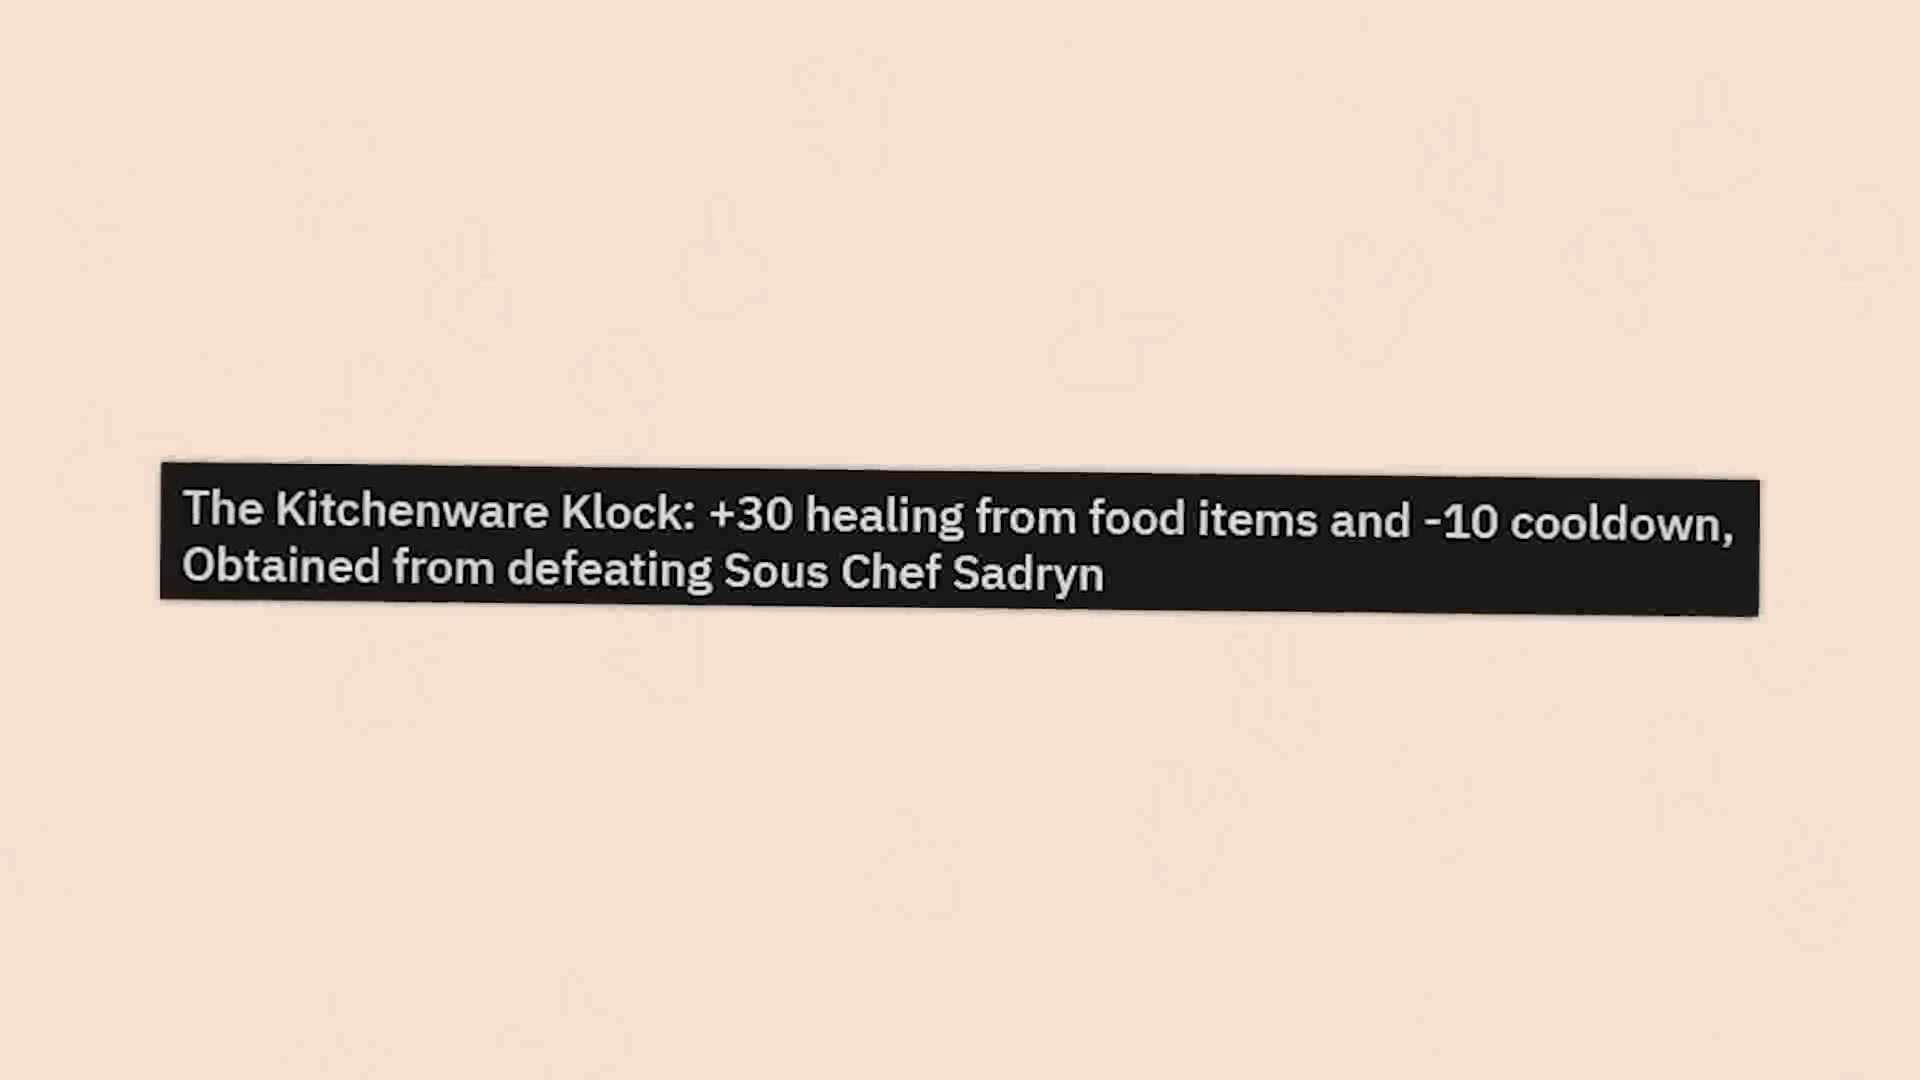 The Kitchenware Klock: +30 healing from food items and -10 cooldown,
Obtained from defeating Sous Chef Sadryn